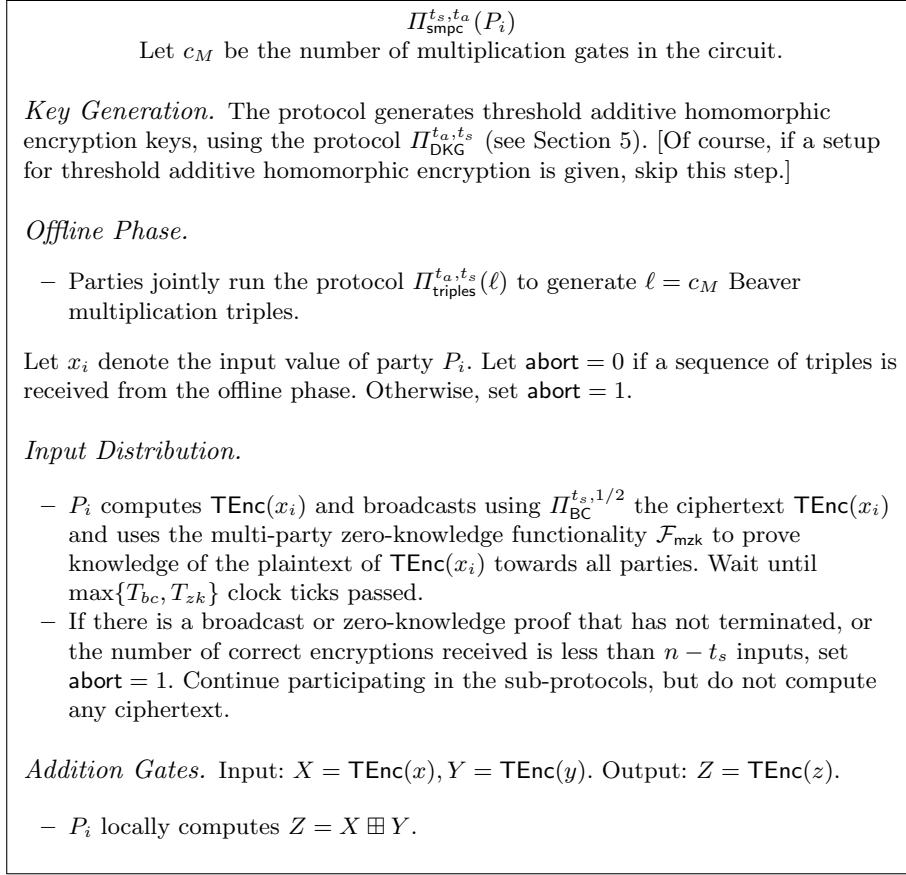 Π_smpc^{t_s,t_a}(P_i)
Let c_M be the number of multiplication gates in the circuit.
Key Generation. The protocol generates threshold additive homomorphic
encryption keys, using the protocol Π_DKG^{t_a,t_s} (see Section 5). [Of course, if a setup
for threshold additive homomorphic encryption is given, skip this step.]
Offline Phase.
– Parties jointly run the protocol Π_triples^{t_a,t_s}(ℓ) to generate ℓ = c_M Beaver
multiplication triples.
Let x_i denote the input value of party P_i. Let abort = 0 if a sequence of triples is
received from the offline phase. Otherwise, set abort = 1.
Input Distribution.
– P_i computes TEnc(x_i) and broadcasts using Π_BC^{t_s,1/2} the ciphertext TEnc(x_i)
and uses the multi-party zero-knowledge functionality F_mzk to prove
knowledge of the plaintext of TEnc(x_i) towards all parties. Wait until
max{T_bc, T_zk} clock ticks passed.
– If there is a broadcast or zero-knowledge proof that has not terminated, or
the number of correct encryptions received is less than n − t_s inputs, set
abort = 1. Continue participating in the sub-protocols, but do not compute
any ciphertext.
Addition Gates. Input: X = TEnc(x), Y = TEnc(y). Output: Z = TEnc(z).
– P_i locally computes Z = X ⊞ Y.